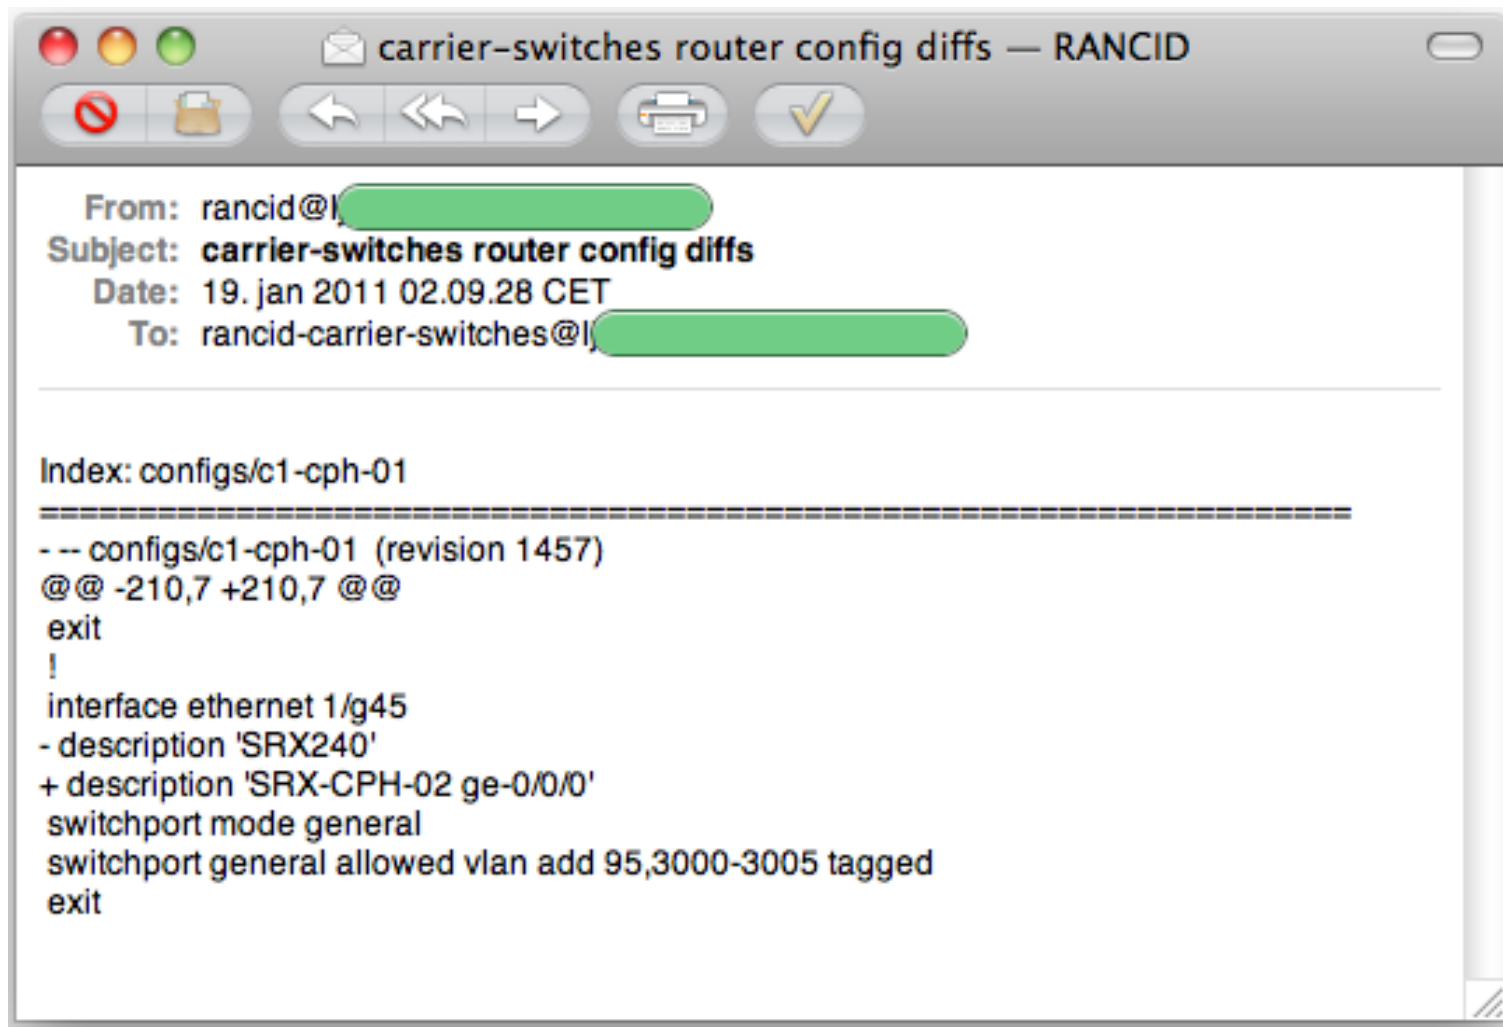 carrier-switches router config diffs — RANCID
From: rancid@
Subject: carrier-switches router config diffs
Date: 19. jan 2011 02.09.28 CET
To: rancid-carrier-switches@
Index: configs/c1-cph-01
===================================================================
- -- configs/c1-cph-01  (revision 1457)
@@ -210,7 +210,7 @@
 exit
 !
 interface ethernet 1/g45
- description 'SRX240'
+ description 'SRX-CPH-02 ge-0/0/0'
 switchport mode general
 switchport general allowed vlan add 95,3000-3005 tagged
 exit